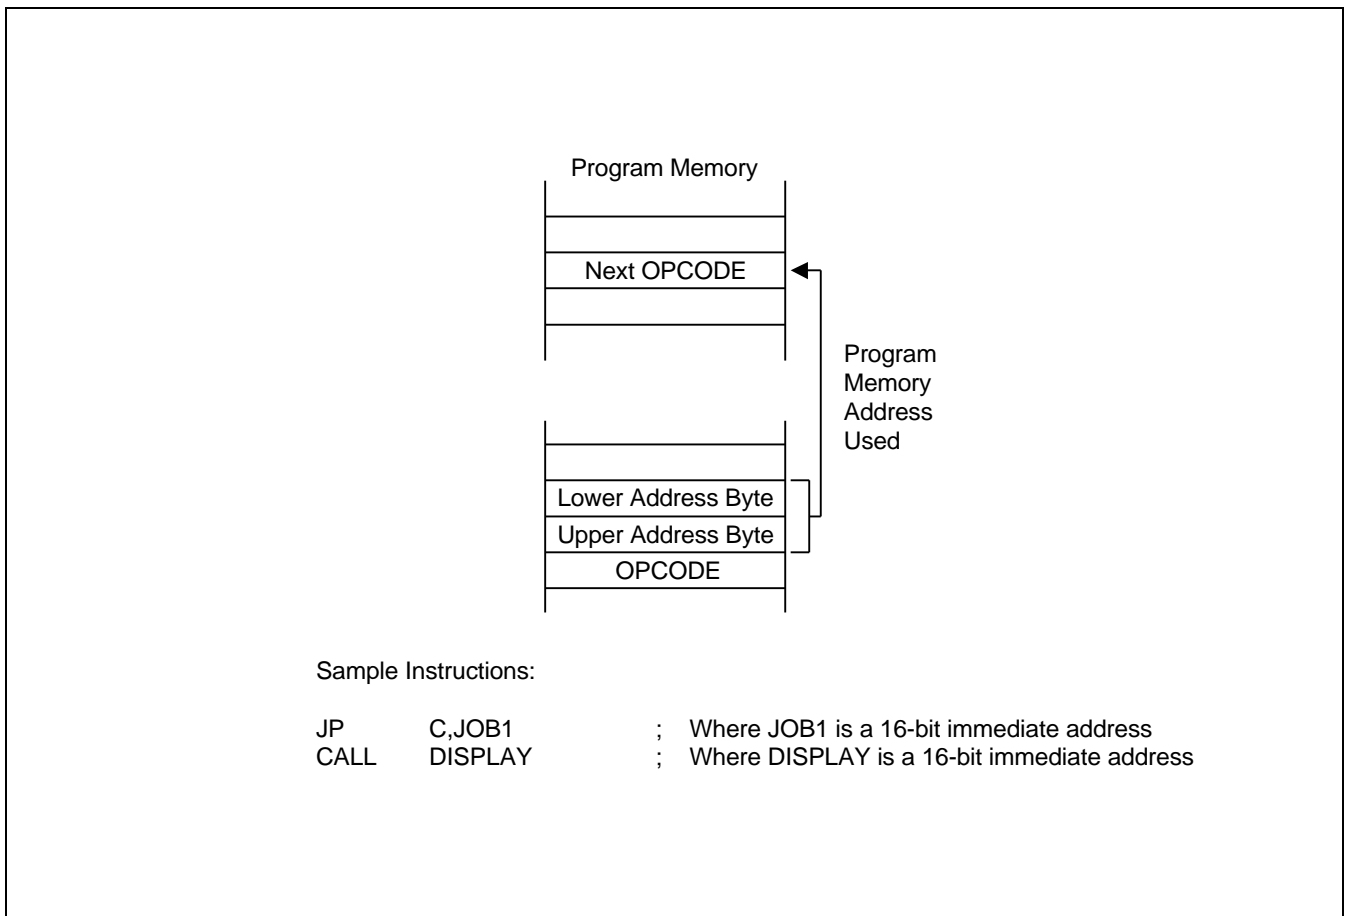 Program Memory
Next OPCODE
Program
Memory
Address
Used
Lower Address Byte
Upper Address Byte
OPCODE
Sample Instructions:
JP C,JOB1 ; Where JOB1 is a 16-bit immediate address
CALL DISPLAY ; Where DISPLAY is a 16-bit immediate address